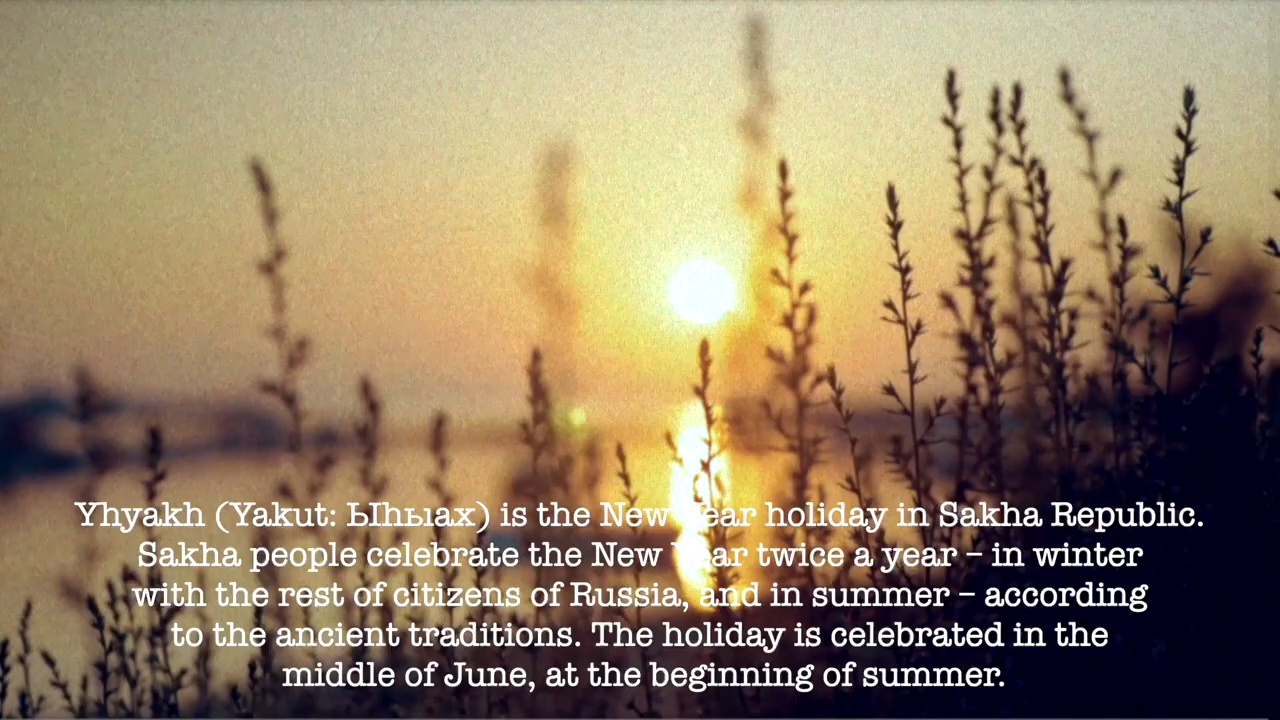 Yhyakh (Yakut: Ыһыах) is the New Year holiday in Sakha Republic.
Sakha people celebrate the New Year twice a year – in winter
with the rest of citizens of Russia, and in summer – according
to the ancient traditions. The holiday is celebrated in the
middle of June, at the beginning of summer.